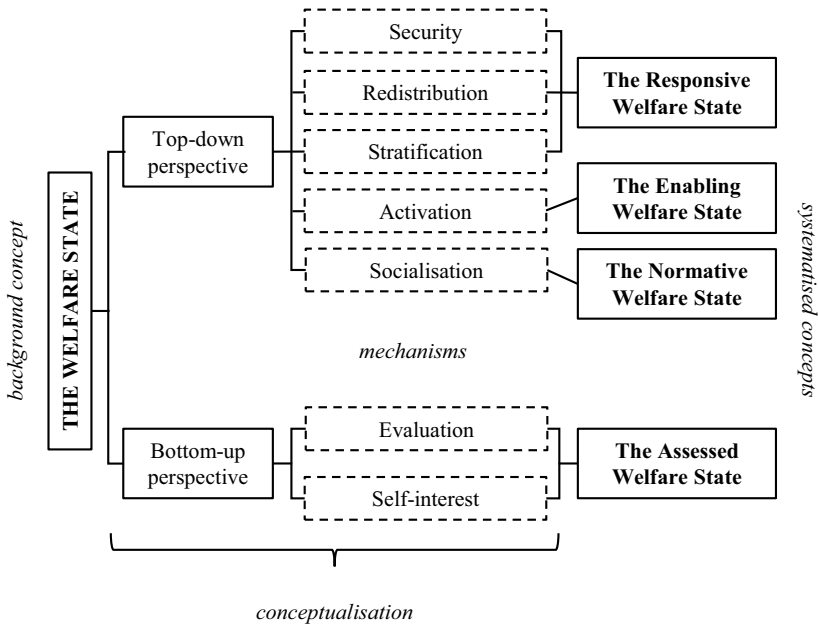 background concept
THE WELFARE STATE
Top-down
perspective
Security
Redistribution
Stratification
Activation
Socialisation
The Responsive
Welfare State
The Enabling
Welfare State
The Normative
Welfare State
systematised concepts
mechanisms
Bottom-up
perspective
Evaluation
Self-interest
The Assessed
Welfare State
conceptualisation